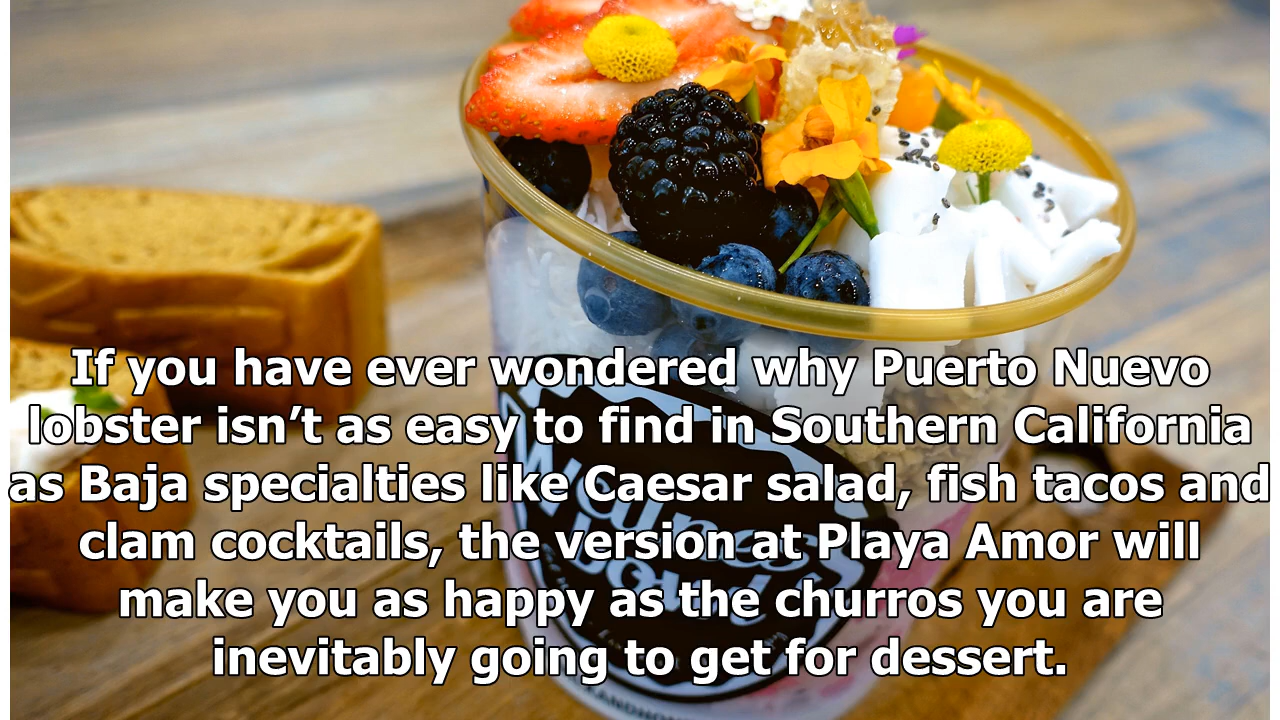 If you have ever wondered why Puerto Nuevo
lobster isn’t as easy to find in Southern California
as Baja specialties like Caesar salad, fish tacos and
clam cocktails, the version at Playa Amor will
make you as happy as the churros you are
inevitably going to get for dessert.